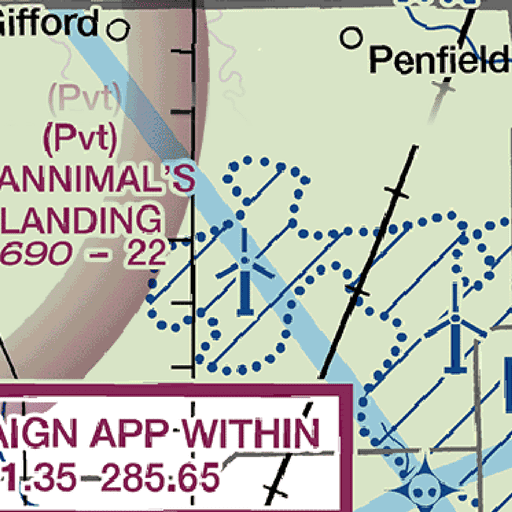 Gifford
Penfield
(Pvt)
(Pvt)
ANNIMAL'S
LANDING
690 – 22
AIGN APP WITHIN
1.35–285.65